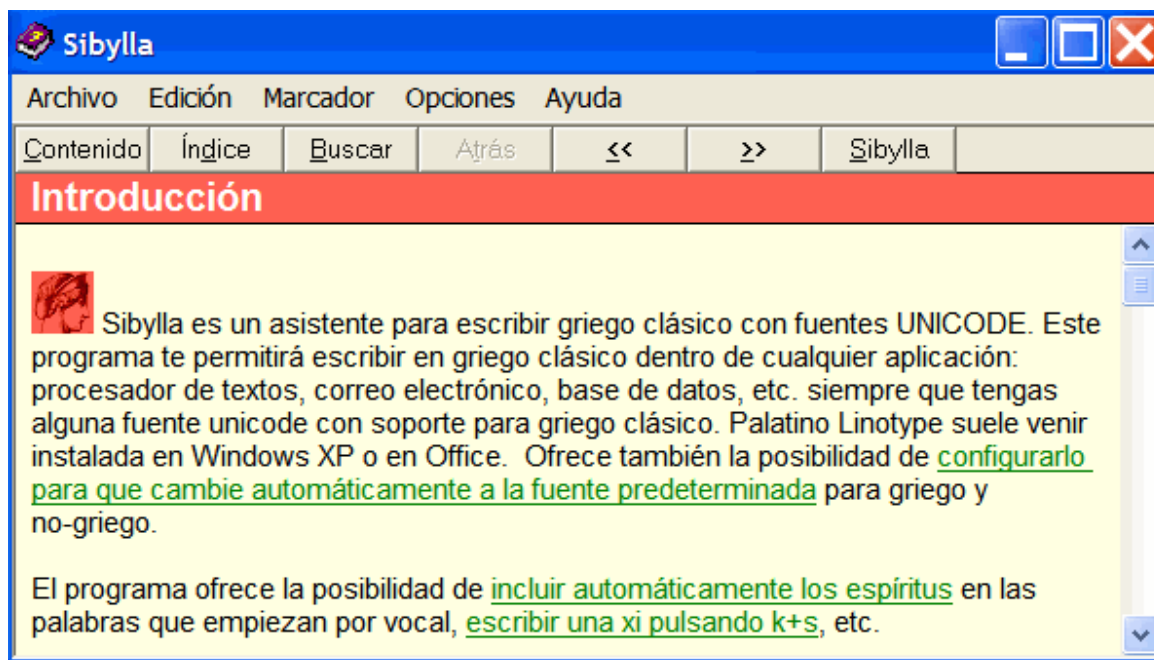 Sibylla
Archivo Edición Marcador Opciones Ayuda
Contenido Índice Buscar Atrás << >> Sibylla
Introducción
Sibylla es un asistente para escribir griego clásico con fuentes UNICODE. Este
programa te permitirá escribir en griego clásico dentro de cualquier aplicación:
procesador de textos, correo electrónico, base de datos, etc. siempre que tengas
alguna fuente unicode con soporte para griego clásico. Palatino Linotype suele venir
instalada en Windows XP o en Office. Ofrece también la posibilidad de configurarlo
para que cambie automáticamente a la fuente predeterminada para griego y
no-griego.
El programa ofrece la posibilidad de incluir automáticamente los espíritus en las
palabras que empiezan por vocal, escribir una xi pulsando k+s, etc.